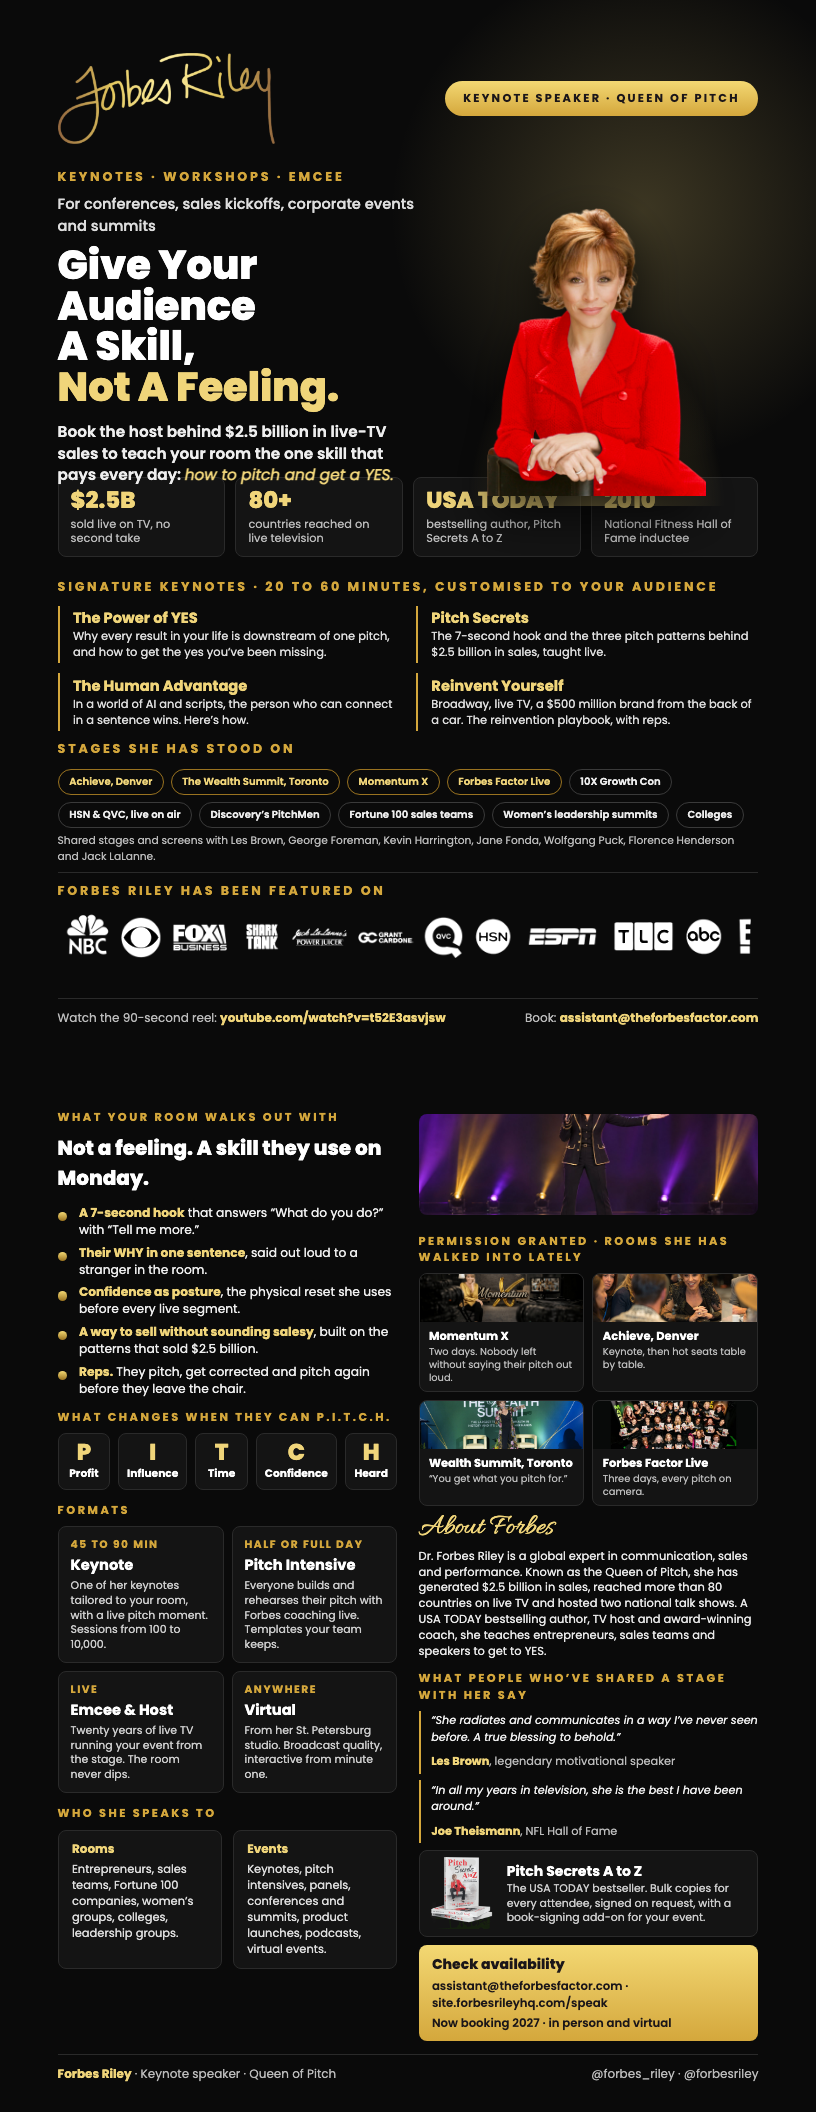 Forbes Riley
KEYNOTE SPEAKER · QUEEN OF PITCH
KEYNOTES · WORKSHOPS · EMCEE
For conferences, sales kickoffs, corporate events
and summits
Give Your
Audience
A Skill,
Not A Feeling.
Book the host behind $2.5 billion in live-TV
sales to teach your room the one skill that
pays every day: how to pitch and get a YES.
$2.5B
sold live on TV, no
second take
80+
countries reached on
live television
USA TODAY
bestselling author, Pitch
Secrets A to Z
2010
National Fitness Hall of
Fame inductee
SIGNATURE KEYNOTES · 20 TO 60 MINUTES, CUSTOMISED TO YOUR AUDIENCE
The Power of YES
Why every result in your life is downstream of one pitch,
and how to get the yes you've been missing.
Pitch Secrets
The 7-second hook and the three pitch patterns behind
$2.5 billion in sales, taught live.
The Human Advantage
In a world of AI and scripts, the person who can connect
in a sentence wins. Here's how.
Reinvent Yourself
Broadway, live TV, a $500 million brand from the back of
a car. The reinvention playbook, with reps.
STAGES SHE HAS STOOD ON
Achieve, Denver
The Wealth Summit, Toronto
Momentum X
Forbes Factor Live
10X Growth Con
HSN & QVC, live on air
Discovery's PitchMen
Fortune 100 sales teams
Women's leadership summits
Colleges
Shared stages and screens with Les Brown, George Foreman, Kevin Harrington, Jane Fonda, Wolfgang Puck, Florence Henderson
and Jack LaLanne.
FORBES RILEY HAS BEEN FEATURED ON
NBC
FOX
BUSINESS
SHARK
TANK
Jack LaLanne's
POWER JUICER
GC GRANT
CARDONE
QVC
HSN
ESPN
TLC
abc
E!
Watch the 90-second reel: youtube.com/watch?v=t52E3asvjsw
Book: assistant@theforbesfactor.com
WHAT YOUR ROOM WALKS OUT WITH
Not a feeling. A skill they use on
Monday.
A 7-second hook that answers "What do you do?"
with "Tell me more."
Their WHY in one sentence, said out loud to a
stranger in the room.
Confidence as posture, the physical reset she uses
before every live segment.
A way to sell without sounding salesy, built on the
patterns that sold $2.5 billion.
Reps. They pitch, get corrected and pitch again
before they leave the chair.
WHAT CHANGES WHEN THEY CAN P.I.T.C.H.
P
Profit
I
Influence
T
Time
C
Confidence
H
Heard
FORMATS
45 TO 90 MIN
Keynote
One of her keynotes
tailored to your room,
with a live pitch moment.
Sessions from 100 to
10,000.
HALF OR FULL DAY
Pitch Intensive
Everyone builds and
rehearses their pitch with
Forbes coaching live.
Templates your team
keeps.
LIVE
Emcee & Host
Twenty years of live TV
running your event from
the stage. The room
never dips.
ANYWHERE
Virtual
From her St. Petersburg
studio. Broadcast quality,
interactive from minute
one.
WHO SHE SPEAKS TO
Rooms
Entrepreneurs, sales
teams, Fortune 100
companies, women's
groups, colleges,
leadership groups.
Events
Keynotes, pitch
intensives, panels,
conferences and
summits, product
launches, podcasts,
virtual events.
PERMISSION GRANTED · ROOMS SHE HAS
WALKED INTO LATELY
Momentum
Momentum X
Two days. Nobody left
without saying their pitch out
loud.
Achieve, Denver
Keynote, then hot seats table
by table.
THE WEALTH
SUMMIT
Wealth Summit, Toronto
"You get what you pitch for."
Forbes Factor Live
Three days, every pitch on
camera.
About Forbes
Dr. Forbes Riley is a global expert in communication, sales
and performance. Known as the Queen of Pitch, she has
generated $2.5 billion in sales, reached more than 80
countries on live TV and hosted two national talk shows. A
USA TODAY bestselling author, TV host and award-winning
coach, she teaches entrepreneurs, sales teams and
speakers to get to YES.
WHAT PEOPLE WHO'VE SHARED A STAGE
WITH HER SAY
"She radiates and communicates in a way I've never seen
before. A true blessing to behold."
Les Brown, legendary motivational speaker
"In all my years in television, she is the best I have been
around."
Joe Theismann, NFL Hall of Fame
Pitch
Secrets
A to Z
Pitch Secrets A to Z
The USA TODAY bestseller. Bulk copies for
every attendee, signed on request, with a
book-signing add-on for your event.
Check availability
assistant@theforbesfactor.com ·
site.forbesrileyhq.com/speak
Now booking 2027 · in person and virtual
Forbes Riley · Keynote speaker · Queen of Pitch
@forbes_riley · @forbesriley